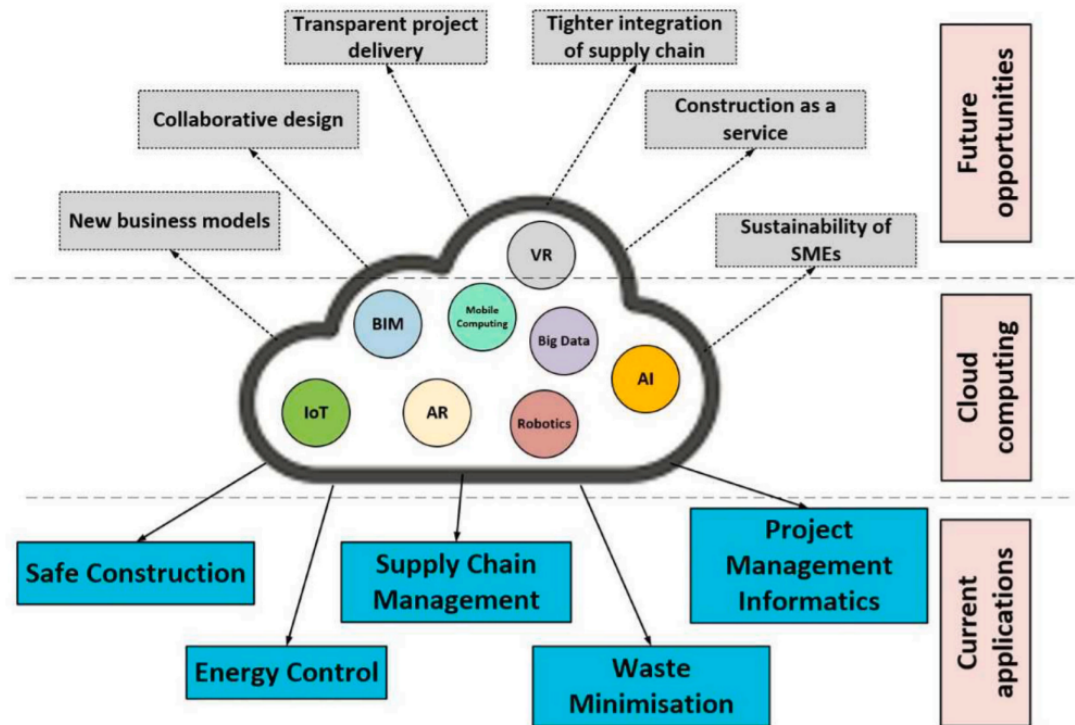 Transparent project
delivery
Tighter integration
of supply chain
Collaborative design
Construction as a
service
New business models
Sustainability of
SMEs
Future
opportunities
VR
BIM
Mobile
Computing
Big Data
AI
IoT
AR
Robotics
Cloud
computing
Safe Construction
Supply Chain
Management
Project
Management
Informatics
Energy Control
Waste
Minimisation
Current
applications